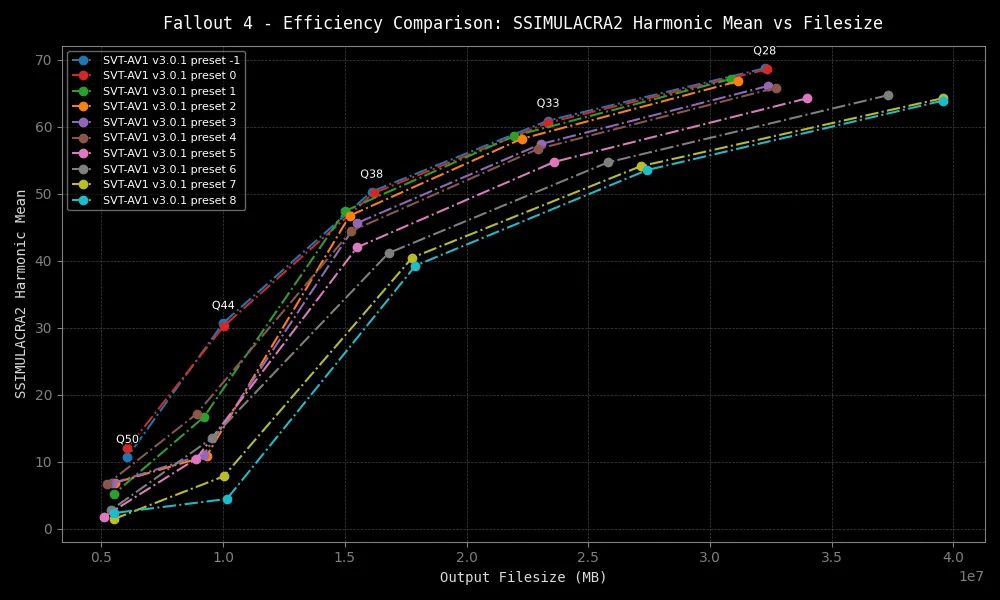 Fallout 4 - Efficiency Comparison: SSIMULACRA2 Harmonic Mean vs Filesize
SSIMULACRA2 Harmonic Mean
70
60
50
40
30
20
10
0
SVT-AV1 v3.0.1 preset -1
SVT-AV1 v3.0.1 preset 0
SVT-AV1 v3.0.1 preset 1
SVT-AV1 v3.0.1 preset 2
SVT-AV1 v3.0.1 preset 3
SVT-AV1 v3.0.1 preset 4
SVT-AV1 v3.0.1 preset 5
SVT-AV1 v3.0.1 preset 6
SVT-AV1 v3.0.1 preset 7
SVT-AV1 v3.0.1 preset 8
Q28
Q33
Q38
Q44
Q50
0.5 1.0 1.5 2.0 2.5 3.0 3.5 4.0
1e7
Output Filesize (MB)